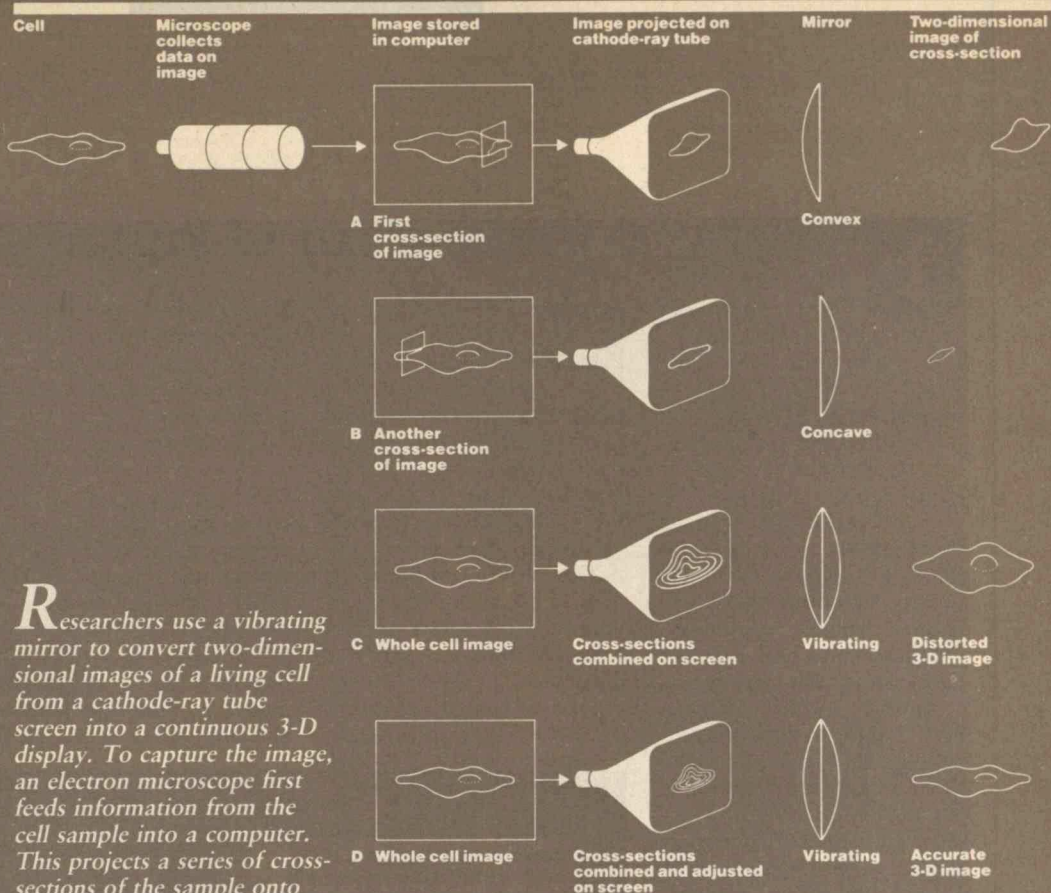 Cell
Microscope
collects
data on
image
Image stored
in computer
Image projected on
cathode-ray tube
Mirror
Two-dimensional
image of
cross-section
A First
cross-section
of image
Convex
B Another
cross-section
of image
Concave
C Whole cell image
Cross-sections
combined on screen
Vibrating
Distorted
3-D image
D Whole cell image
Cross-sections
combined and adjusted
on screen
Vibrating
Accurate
3-D image
Researchers use a vibrating
mirror to convert two-dimen-
sional images of a living cell
from a cathode-ray tube
screen into a continuous 3-D
display. To capture the image,
an electron microscope first
feeds information from the
cell sample into a computer.
This projects a series of cross-
sections of the sample onto